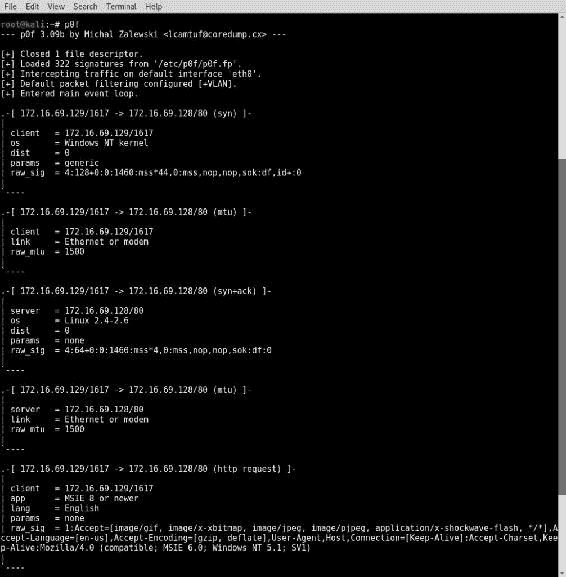 File Edit View Search Terminal Help
root@kali:~# p0f
--- p0f 3.09b by Michal Zalewski <lcamtuf@coredump.cx> ---
[+] Closed 1 file descriptor.
[+] Loaded 322 signatures from '/etc/p0f/p0f.fp'.
[+] Intercepting traffic on default interface 'eth0'.
[+] Default packet filtering configured [+VLAN].
[+] Entered main event loop.
.-[ 172.16.69.129/1617 -> 172.16.69.128/80 (syn) ]-
|
| client   = 172.16.69.129/1617
| os       = Windows NT kernel
| dist     = 0
| params   = generic
| raw_sig  = 4:128+0:0:1460:mss*44,0:mss,nop,nop,sok:df,id+:0
|
`----
.-[ 172.16.69.129/1617 -> 172.16.69.128/80 (mtu) ]-
|
| client   = 172.16.69.129/1617
| link     = Ethernet or modem
| raw_mtu  = 1500
|
`----
.-[ 172.16.69.129/1617 -> 172.16.69.128/80 (syn+ack) ]-
|
| server   = 172.16.69.128/80
| os       = Linux 2.4-2.6
| dist     = 0
| params   = none
| raw_sig  = 4:64+0:0:1460:mss*4,0:mss,nop,nop,sok:df:0
|
`----
.-[ 172.16.69.129/1617 -> 172.16.69.128/80 (mtu) ]-
|
| server   = 172.16.69.128/80
| link     = Ethernet or modem
| raw_mtu  = 1500
|
`----
.-[ 172.16.69.129/1617 -> 172.16.69.128/80 (http request) ]-
|
| client   = 172.16.69.129/1617
| app      = MSIE 8 or newer
| lang     = English
| params   = none
| raw_sig  = 1:Accept=[image/gif, image/x-xbitmap, image/jpeg, image/pjpeg, application/x-shockwave-flash, */*],A
ccept-Language=[en-us],Accept-Encoding=[gzip, deflate],User-Agent,Host,Connection=[Keep-Alive]:Accept-Charset,Kee
p-Alive:Mozilla/4.0 (compatible; MSIE 6.0; Windows NT 5.1; SV1)
|
`----